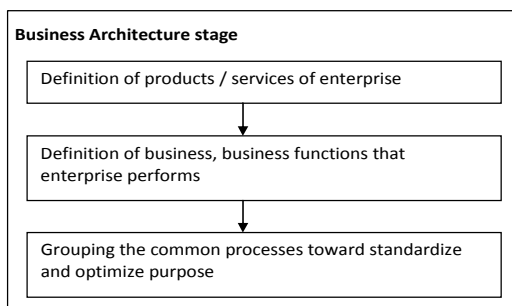 Business Architecture stage
Definition of products / services of enterprise
Definition of business, business functions that
enterprise performs
Grouping the common processes toward standardize
and optimize purpose